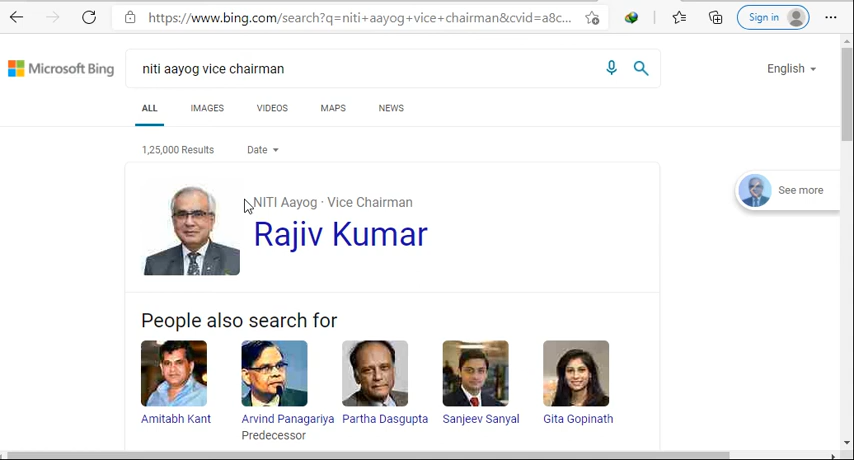 https://www.bing.com/search?q=niti+aayog+vice+chairman&cvid=a8c...
Sign in
Microsoft Bing
niti aayog vice chairman
English
ALL IMAGES VIDEOS MAPS NEWS
1,25,000 Results Date
NITI Aayog · Vice Chairman
Rajiv Kumar
See more
People also search for
Amitabh Kant Arvind Panagariya Partha Dasgupta Sanjeev Sanyal Gita Gopinath
Predecessor